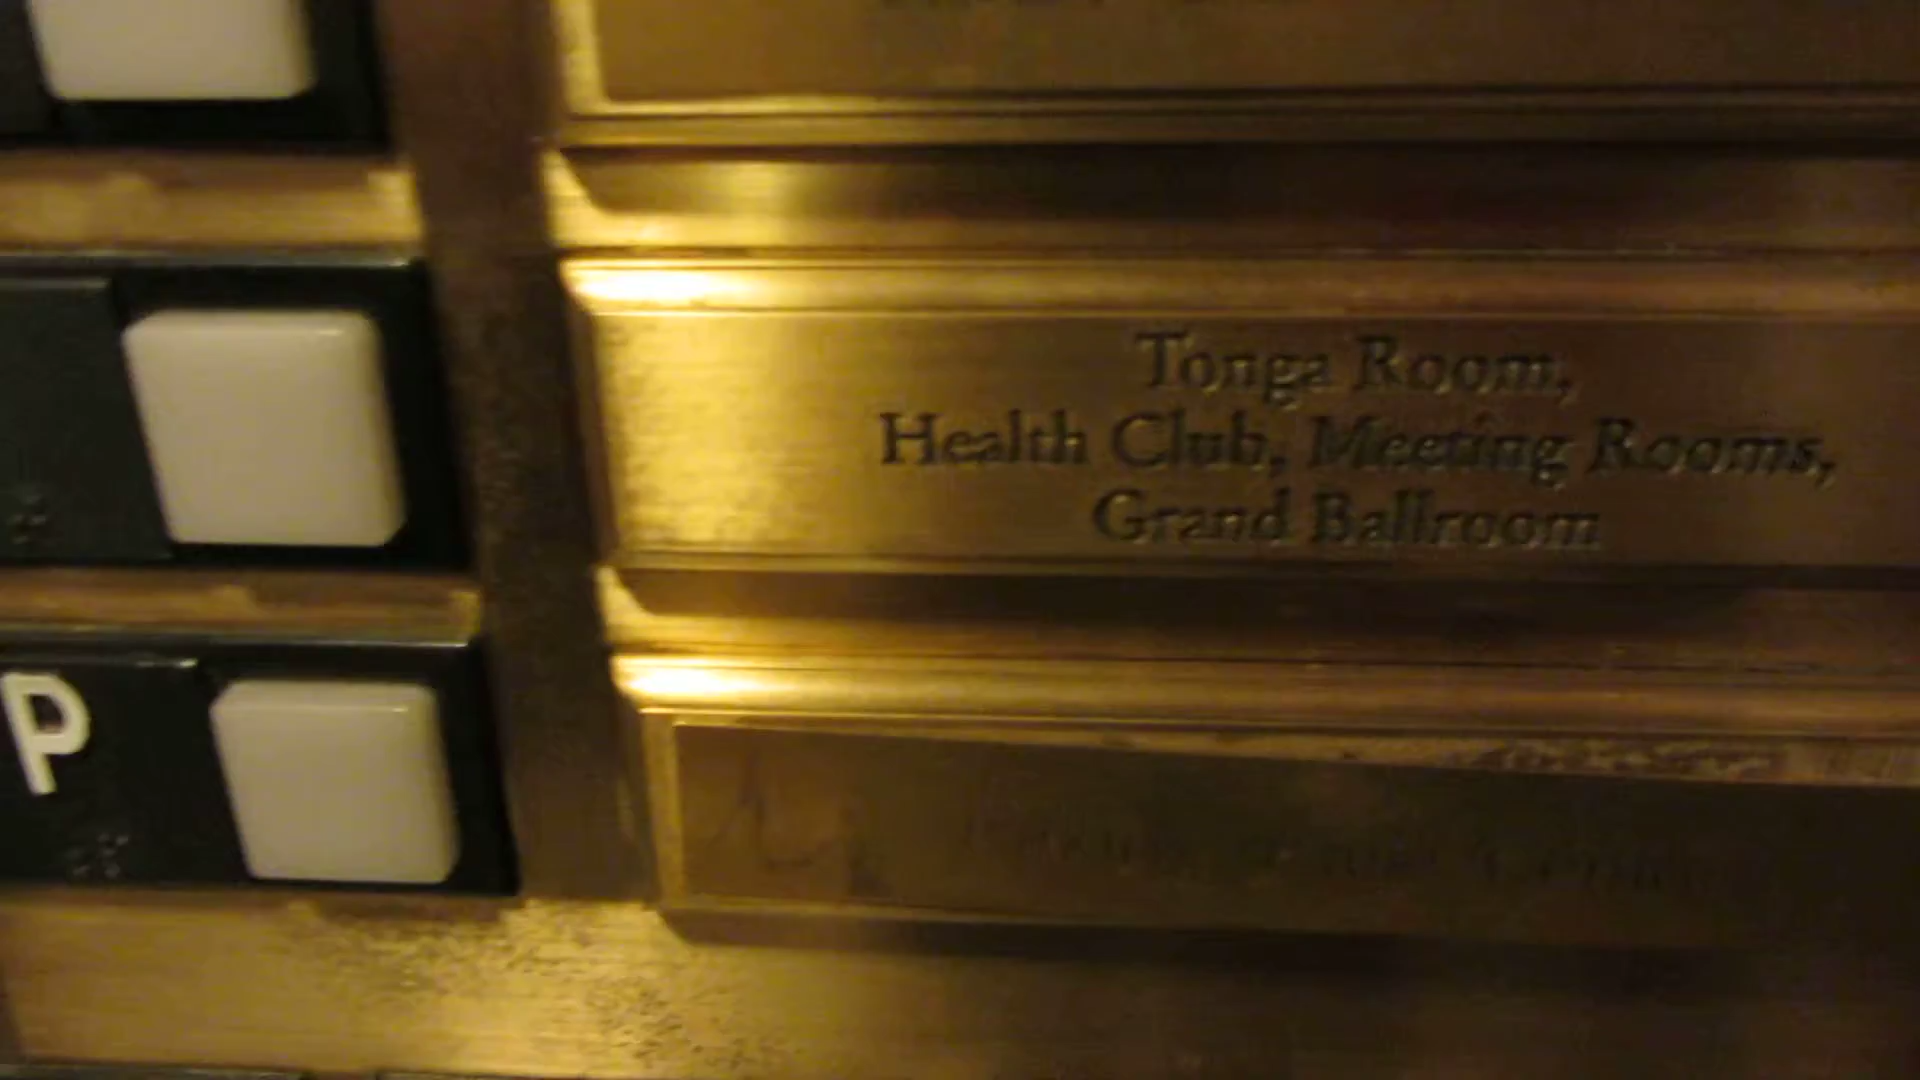 Tonga Room,
Health Club, Meeting Rooms,
Grand Ballroom
P